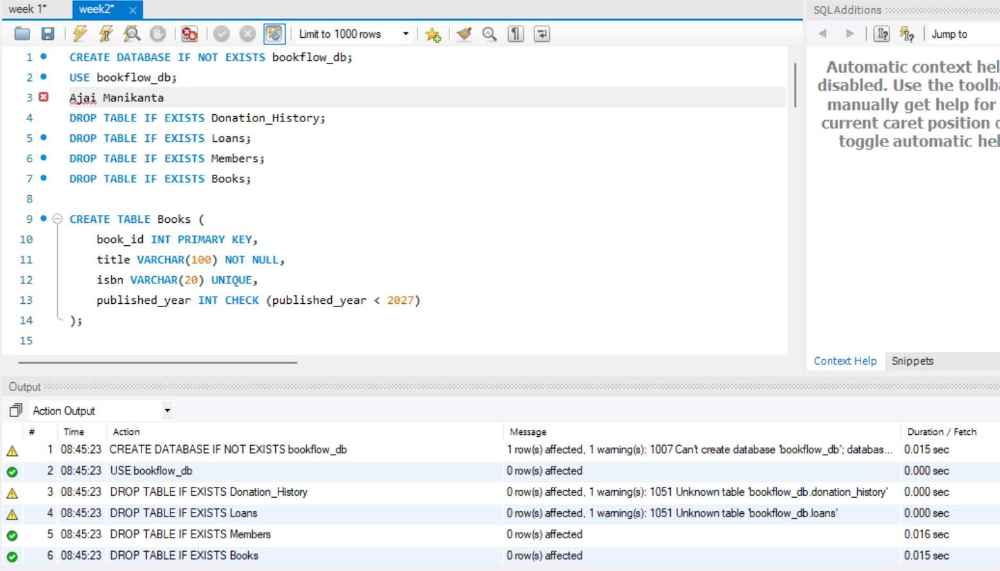 week 1*
week2*
SQLAdditions
Limit to 1000 rows
Jump to
1 CREATE DATABASE IF NOT EXISTS bookflow_db;
2 USE bookflow_db;
3 Ajai Manikanta
4 DROP TABLE IF EXISTS Donation_History;
5 DROP TABLE IF EXISTS Loans;
6 DROP TABLE IF EXISTS Members;
7 DROP TABLE IF EXISTS Books;
8
9 CREATE TABLE Books (
10 book_id INT PRIMARY KEY,
11 title VARCHAR(100) NOT NULL,
12 isbn VARCHAR(20) UNIQUE,
13 published_year INT CHECK (published_year < 2027)
14 );
15
Automatic context hel
disabled. Use the toolba
manually get help for
current caret position
toggle automatic hel
Context Help Snippets
Output
Action Output
# Time Action Message Duration / Fetch
1 08:45:23 CREATE DATABASE IF NOT EXISTS bookflow_db 1 row(s) affected, 1 warning(s): 1007 Can't create database 'bookflow_db'; databas... 0.015 sec
2 08:45:23 USE bookflow_db 0 row(s) affected 0.000 sec
3 08:45:23 DROP TABLE IF EXISTS Donation_History 0 row(s) affected, 1 warning(s): 1051 Unknown table 'bookflow_db.donation_history' 0.000 sec
4 08:45:23 DROP TABLE IF EXISTS Loans 0 row(s) affected, 1 warning(s): 1051 Unknown table 'bookflow_db.loans' 0.000 sec
5 08:45:23 DROP TABLE IF EXISTS Members 0 row(s) affected 0.016 sec
6 08:45:23 DROP TABLE IF EXISTS Books 0 row(s) affected 0.015 sec